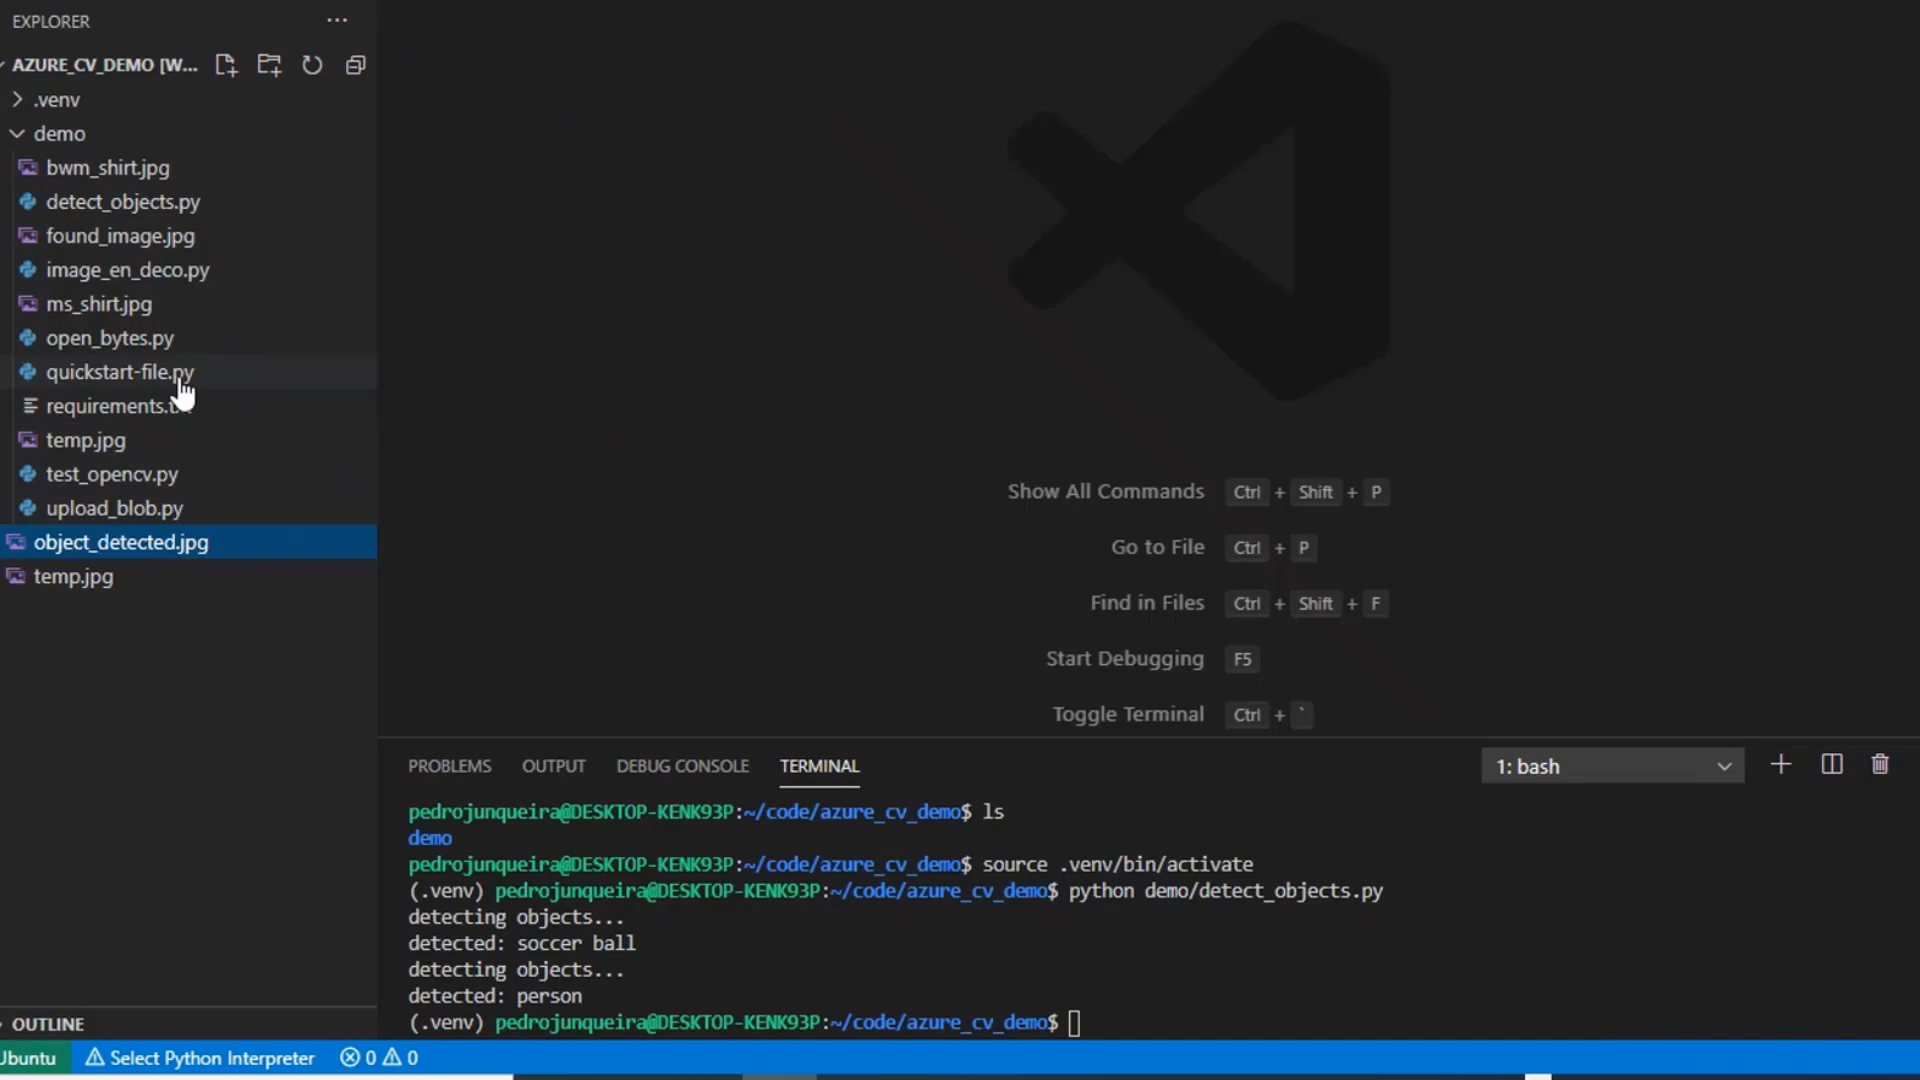 EXPLORER
AZURE_CV_DEMO [W...
.venv
demo
bwm_shirt.jpg
detect_objects.py
found_image.jpg
image_en_deco.py
ms_shirt.jpg
open_bytes.py
quickstart-file.py
requirements.t
temp.jpg
test_opencv.py
upload_blob.py
object_detected.jpg
temp.jpg
OUTLINE
Show All Commands Ctrl + Shift + P
Go to File Ctrl + P
Find in Files Ctrl + Shift + F
Start Debugging F5
Toggle Terminal Ctrl + `
PROBLEMS OUTPUT DEBUG CONSOLE TERMINAL 1: bash
pedrojunqueira@DESKTOP-KENK93P:~/code/azure_cv_demo$ ls
demo
pedrojunqueira@DESKTOP-KENK93P:~/code/azure_cv_demo$ source .venv/bin/activate
(.venv) pedrojunqueira@DESKTOP-KENK93P:~/code/azure_cv_demo$ python demo/detect_objects.py
detecting objects...
detected: soccer ball
detecting objects...
detected: person
(.venv) pedrojunqueira@DESKTOP-KENK93P:~/code/azure_cv_demo$
Ubuntu Select Python Interpreter 0 0